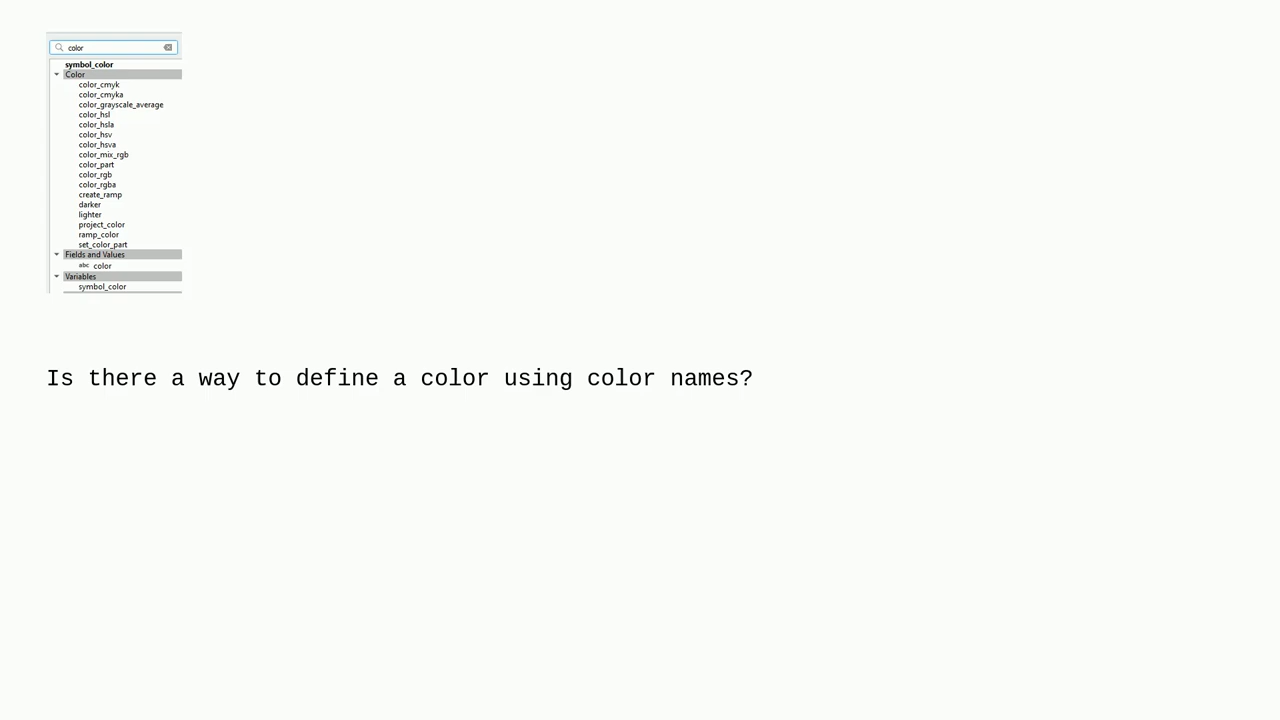 color
symbol_color
Color
color_cmyk
color_cmyka
color_grayscale_average
color_hsl
color_hsla
color_hsv
color_hsva
color_mix_rgb
color_part
color_rgb
color_rgba
create_ramp
darker
lighter
project_color
ramp_color
set_color_part
Fields and Values
abc color
Variables
symbol_color
Is there a way to define a color using color names?